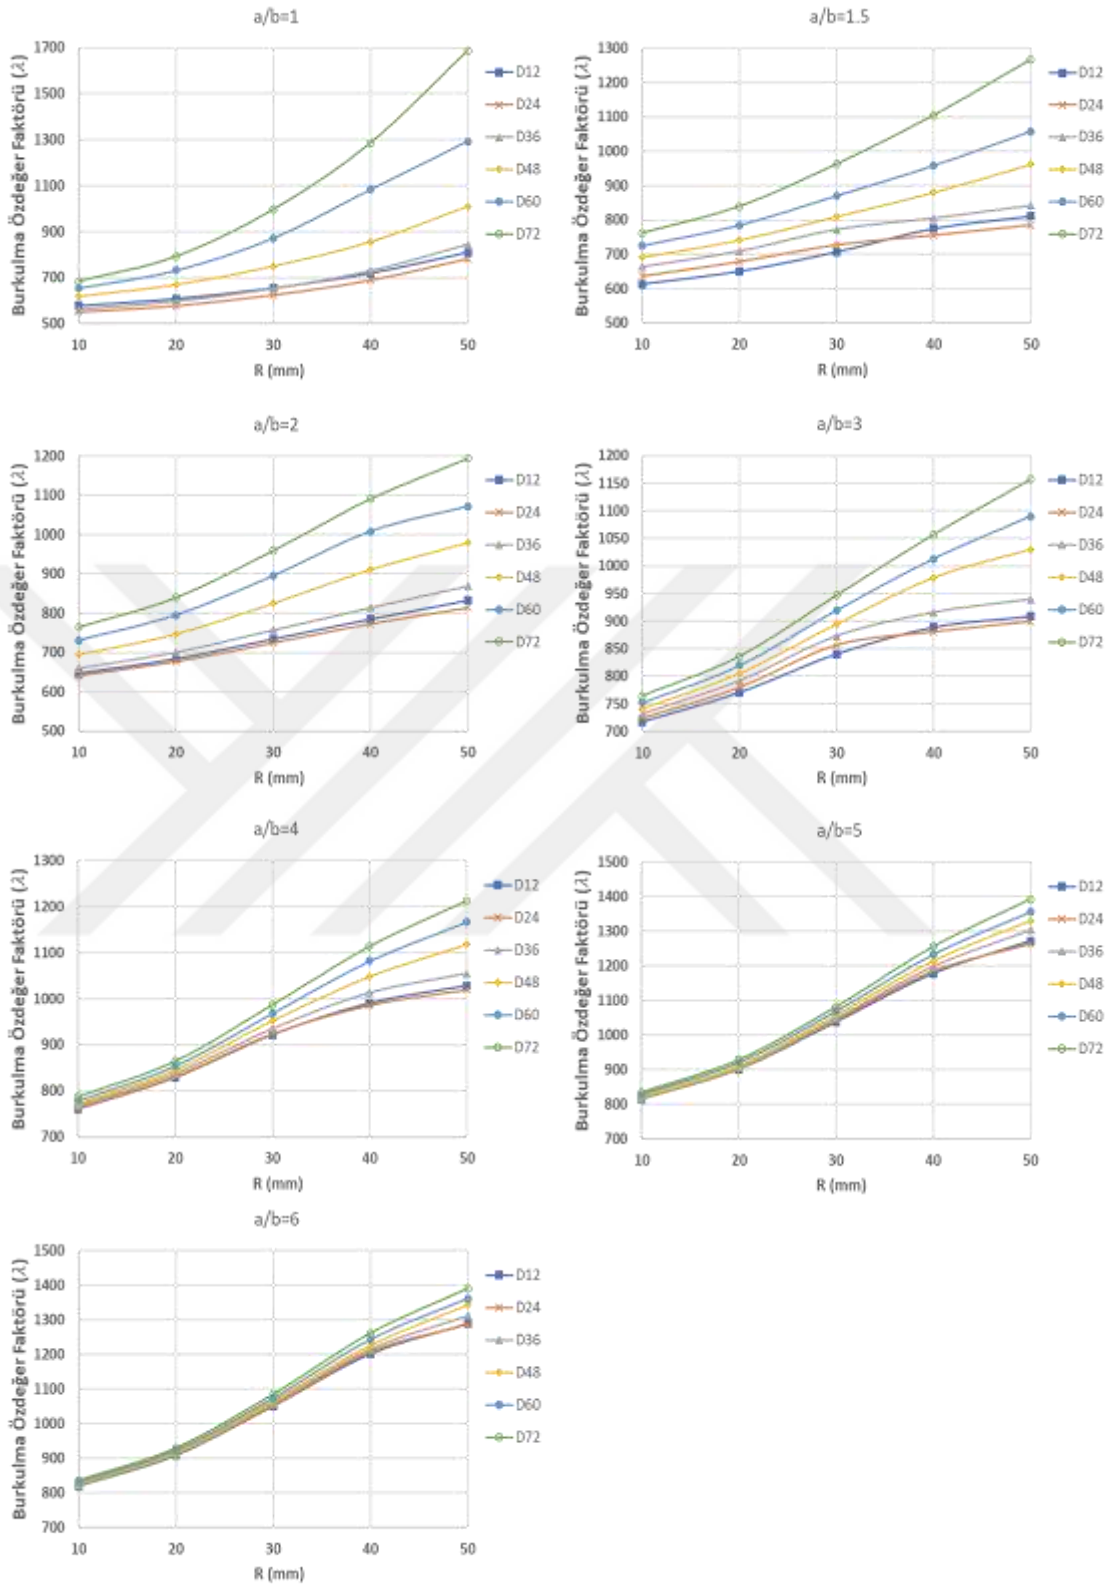 a/b=1
Burkulma Özdeğer Faktörü (λ)
1700
1500
1300
1100
900
700
500
10 20 30 40 50
R (mm)
D12
D24
D36
D48
D60
D72
a/b=1.5
Burkulma Özdeğer Faktörü (λ)
1300
1200
1100
1000
900
800
700
600
500
10 20 30 40 50
R (mm)
D12
D24
D36
D48
D60
D72
a/b=2
Burkulma Özdeğer Faktörü (λ)
1200
1100
1000
900
800
700
600
500
10 20 30 40 50
R (mm)
D12
D24
D36
D48
D60
D72
a/b=3
Burkulma Özdeğer Faktörü (λ)
1200
1150
1100
1050
1000
950
900
850
800
750
700
10 20 30 40 50
R (mm)
D12
D24
D36
D48
D60
D72
a/b=4
Burkulma Özdeğer Faktörü (λ)
1300
1200
1100
1000
900
800
700
10 20 30 40 50
R (mm)
D12
D24
D36
D48
D60
D72
a/b=5
Burkulma Özdeğer Faktörü (λ)
1500
1400
1300
1200
1100
1000
900
800
700
10 20 30 40 50
R (mm)
D12
D24
D36
D48
D60
D72
a/b=6
Burkulma Özdeğer Faktörü (λ)
1500
1400
1300
1200
1100
1000
900
800
700
10 20 30 40 50
R (mm)
D12
D24
D36
D48
D60
D72